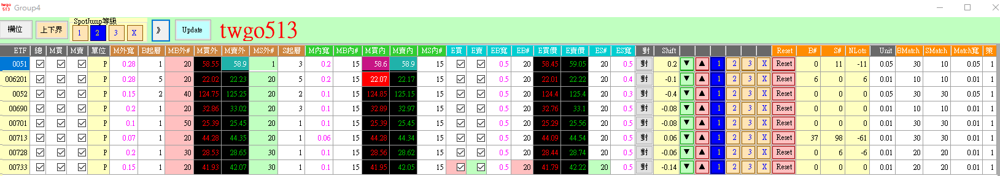 twgo
513 Group4
SpotJump等級
欄位 上下界 1 2 3 X 》 Update twgo513
ETF 總 M買 M賣 單位 M外寬 B起層 MB外# M買外 M賣外 MS外# S起層 M內寬 MB內# M買內 M賣內 MS內# E買 E賣 EB寬 EB# E買價 E賣價 ES# ES寬 對 Shift Reset B# S# NLots Unit BMatch SMatch Match寬 策
0051 P 0.28 1 20 58.55 58.9 1 3 0.2 15 58.6 58.9 15 0.5 20 58.45 59.05 20 0.5 對 0.2 ▼ ▲ 1 2 3 X Reset 0 11 -11 0.05 30 10 0.05 1
006201 P 0.28 5 20 22.02 22.23 20 5 0.2 15 22.07 22.17 15 0.5 20 22.01 22.22 20 0.4 對 -0.1 ▼ ▲ 1 2 3 X Reset 6 0 6 0.01 10 10 0.01 1
0052 P 0.15 2 40 124.75 125.25 20 2 0.1 15 124.85 125.15 15 0.5 20 124.4 125.4 20 0.3 對 -0.4 ▼ ▲ 1 2 3 X Reset 0 0 0 0.05 30 30 0.05 1
00690 P 0.2 1 20 32.86 33.02 20 3 0.1 15 32.89 32.97 15 0.5 20 32.76 33.1 20 0.5 對 -0.08 ▼ ▲ 1 2 3 X Reset 0 0 0 0.01 10 10 0.01 1
00701 P 0.1 1 50 25.39 25.45 20 1 0.1 15 25.39 25.45 15 0.5 20 25.29 25.56 20 0.5 對 -0.08 ▼ ▲ 1 2 3 X Reset 0 0 0 0.01 30 30 0.01 1
00713 P 0.07 1 20 44.28 44.34 20 1 0.06 15 44.28 44.34 15 0.5 20 44.09 44.54 20 0.5 對 0.06 ▼ ▲ 1 2 3 X Reset 37 98 -61 0.01 30 30 0.01 1
00728 P 0.2 1 30 28.53 28.65 30 1 0.1 15 28.56 28.62 15 0.5 20 28.44 28.74 20 0.5 對 -0.06 ▼ ▲ 1 2 3 X Reset 0 6 -6 0.01 20 20 0.01 1
00733 P 0.15 1 20 41.93 42.07 30 1 0.1 15 41.95 42.05 15 0.5 20 41.79 42.22 20 0.5 對 -0.14 ▼ ▲ 1 2 3 X Reset 0 0 0 0.01 20 20 0.01 1